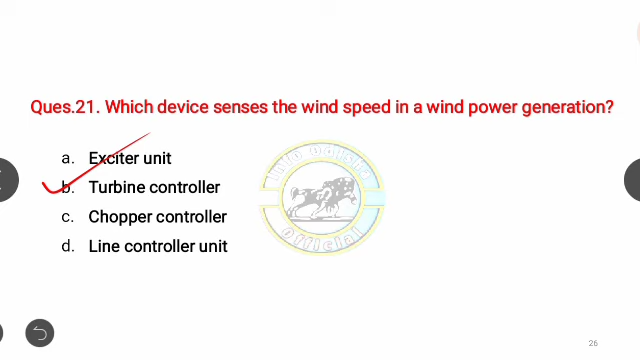 Ques.21. Which device senses the wind speed in a wind power generation?
a. Exciter unit
b. Turbine controller
c. Chopper controller
d. Line controller unit
Official
26